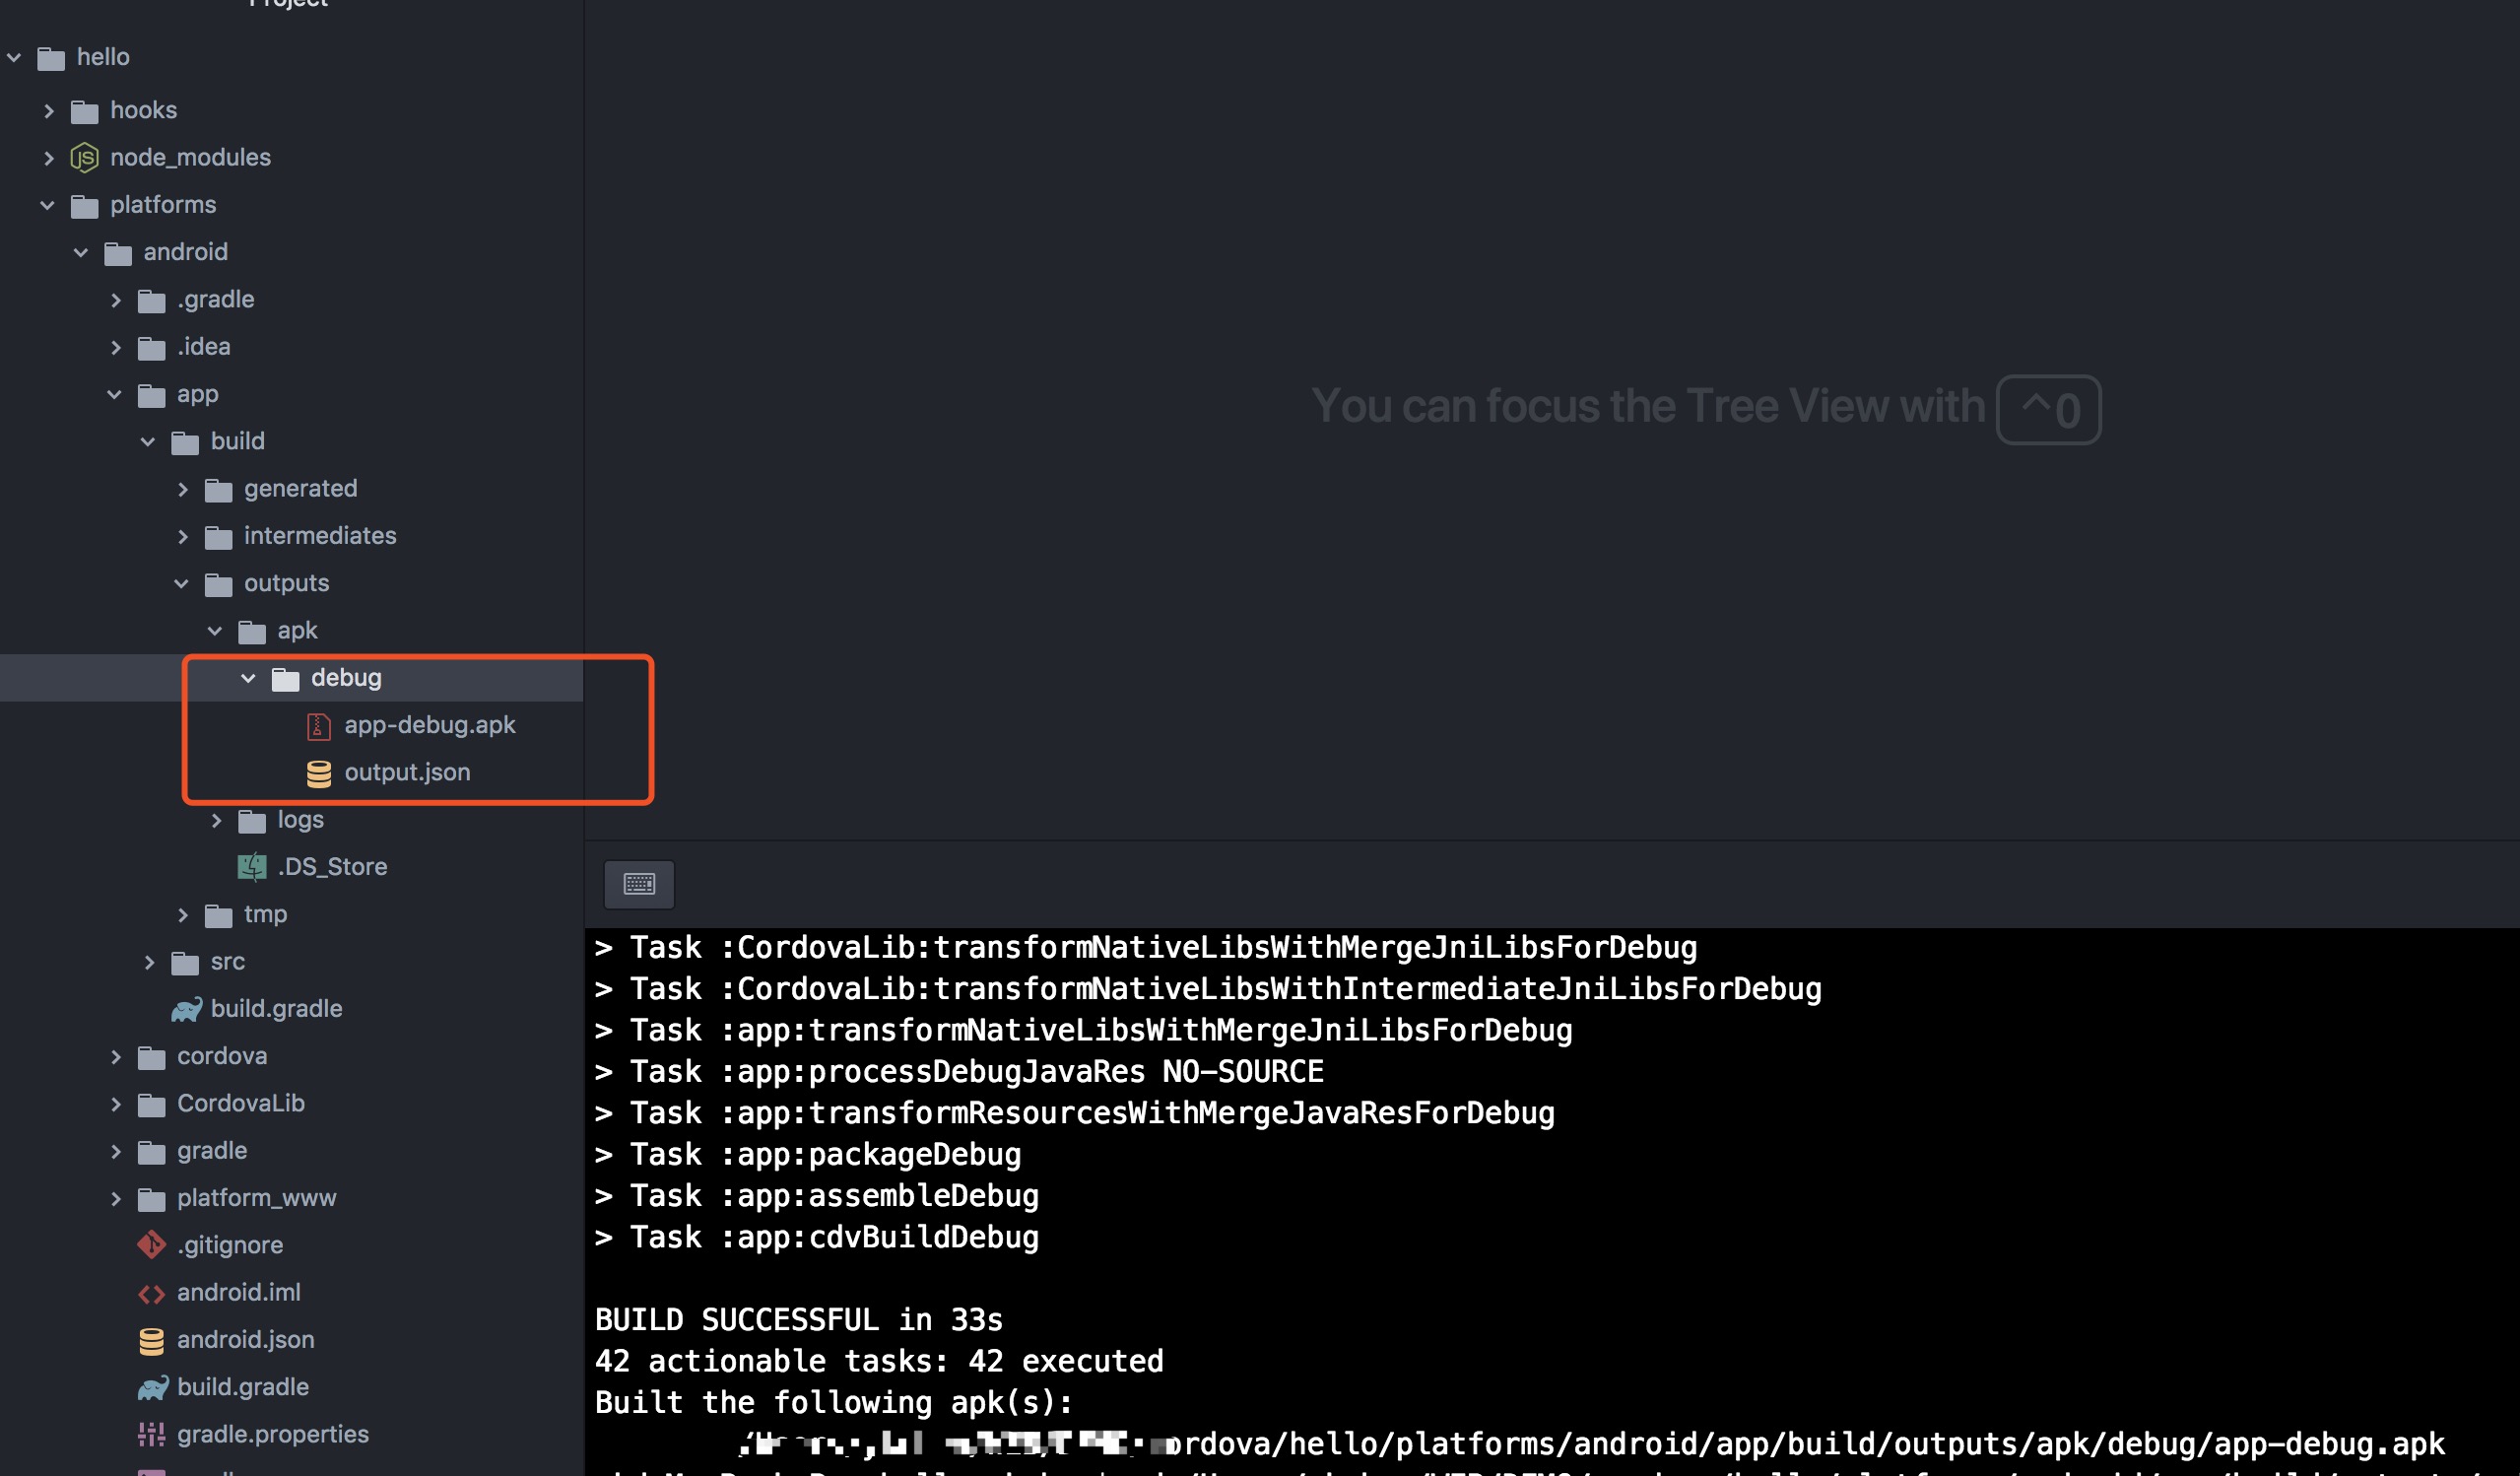 Project
hello
hooks
node_modules
platforms
android
.gradle
.idea
app
build
generated
intermediates
outputs
apk
debug
app-debug.apk
output.json
logs
.DS_Store
tmp
src
build.gradle
cordova
CordovaLib
gradle
platform_www
.gitignore
android.iml
android.json
build.gradle
gradle.properties
You can focus the Tree View with ^0
> Task :CordovaLib:transformNativeLibsWithMergeJniLibsForDebug
> Task :CordovaLib:transformNativeLibsWithIntermediateJniLibsForDebug
> Task :app:transformNativeLibsWithMergeJniLibsForDebug
> Task :app:processDebugJavaRes NO-SOURCE
> Task :app:transformResourcesWithMergeJavaResForDebug
> Task :app:packageDebug
> Task :app:assembleDebug
> Task :app:cdvBuildDebug
BUILD SUCCESSFUL in 33s
42 actionable tasks: 42 executed
Built the following apk(s):
ordova/hello/platforms/android/app/build/outputs/apk/debug/app-debug.apk